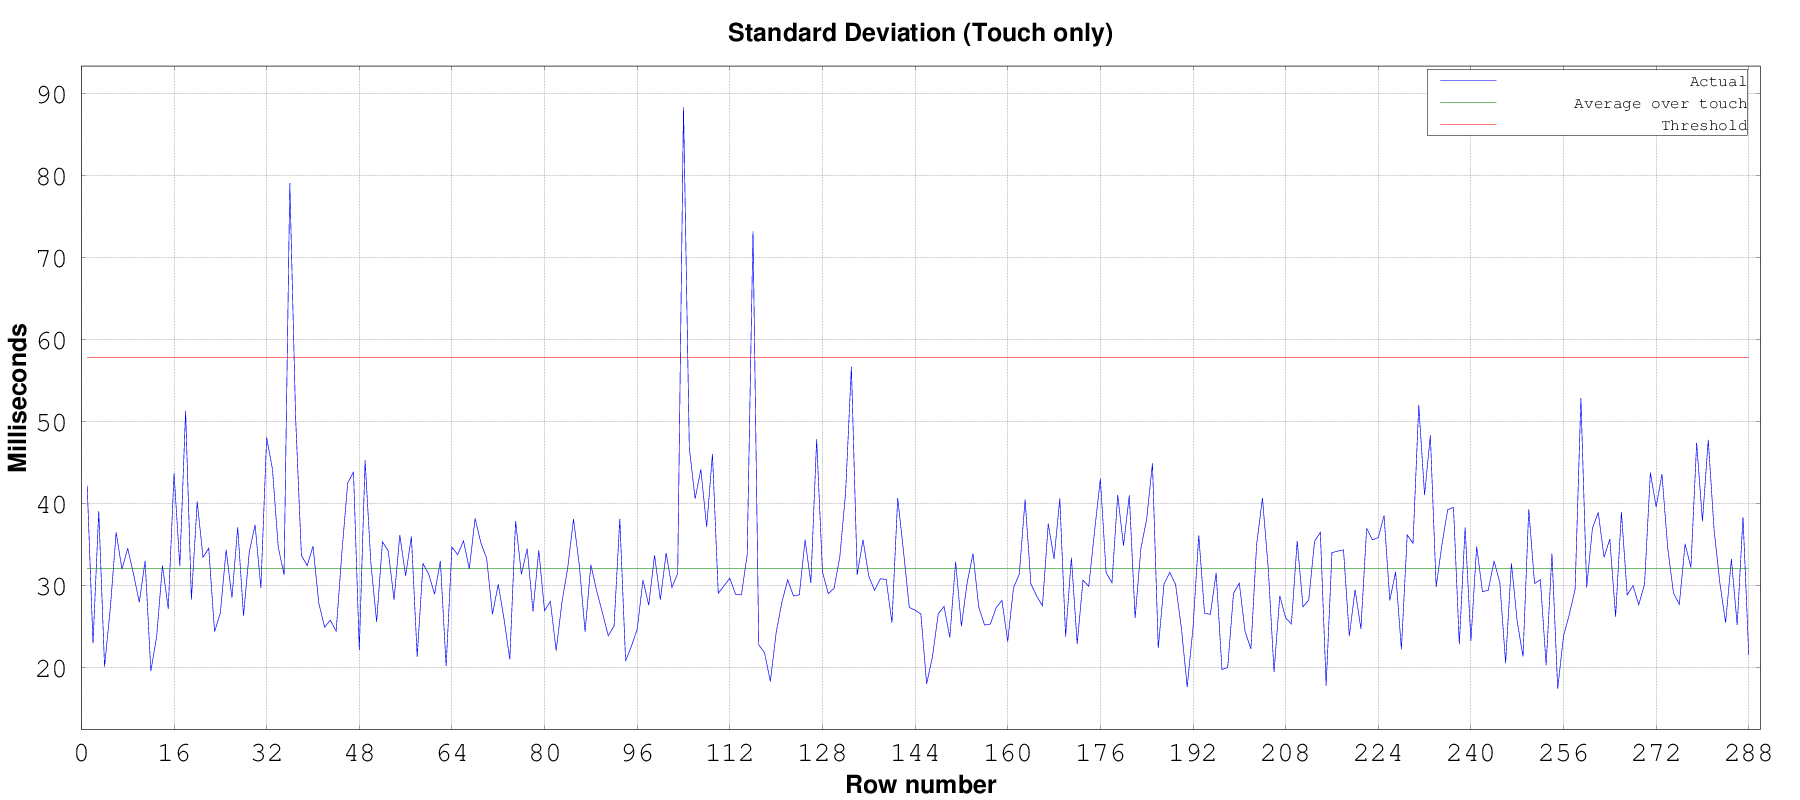 Standard Deviation (Touch only)
Actual
Average over touch
Threshold
90
80
70
60
50
40
30
20
Milliseconds
0 16 32 48 64 80 96 112 128 144 160 176 192 208 224 240 256 272 288
Row number